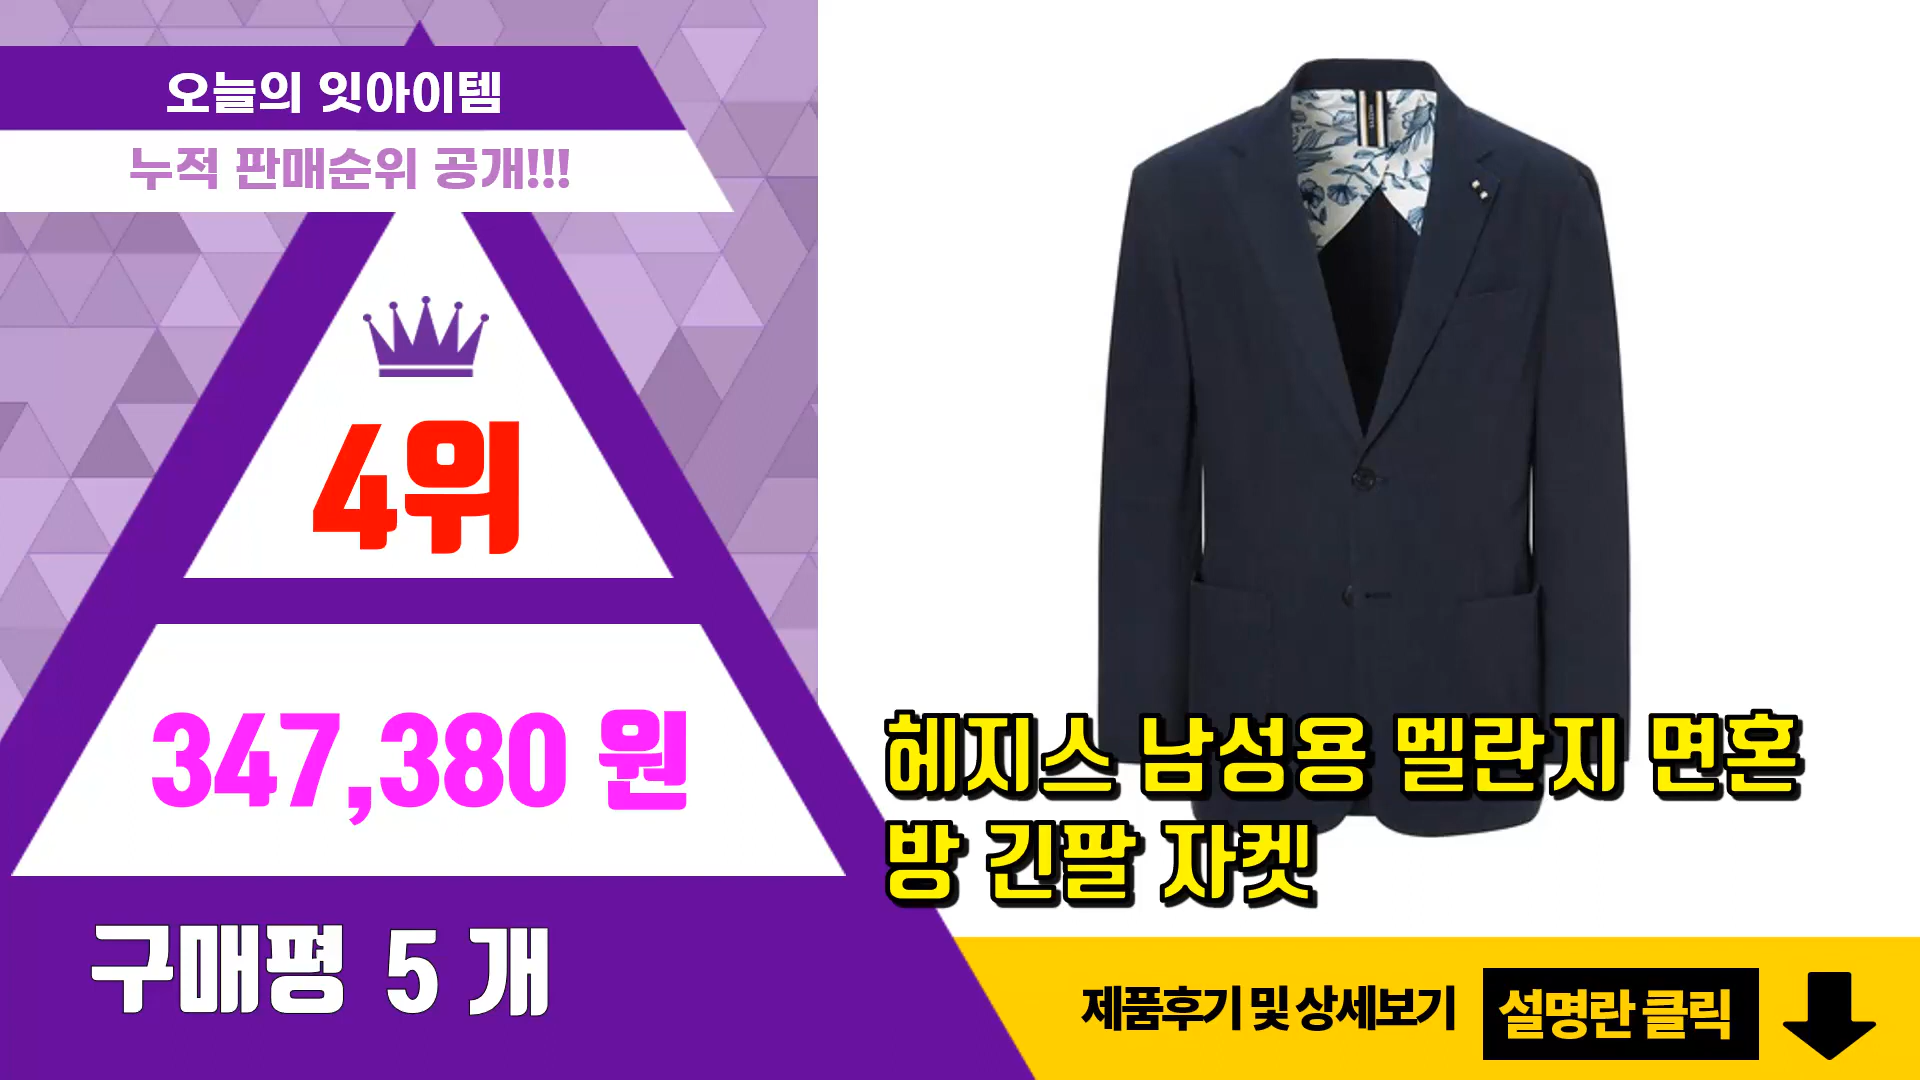 오늘의 잇아이템
누적 판매순위 공개!!!
4위
347,380 원
구매평 5 개
헤지스 남성용 멜란지 면혼
방 긴팔 자켓
제품후기 및 상세보기
설명란 클릭